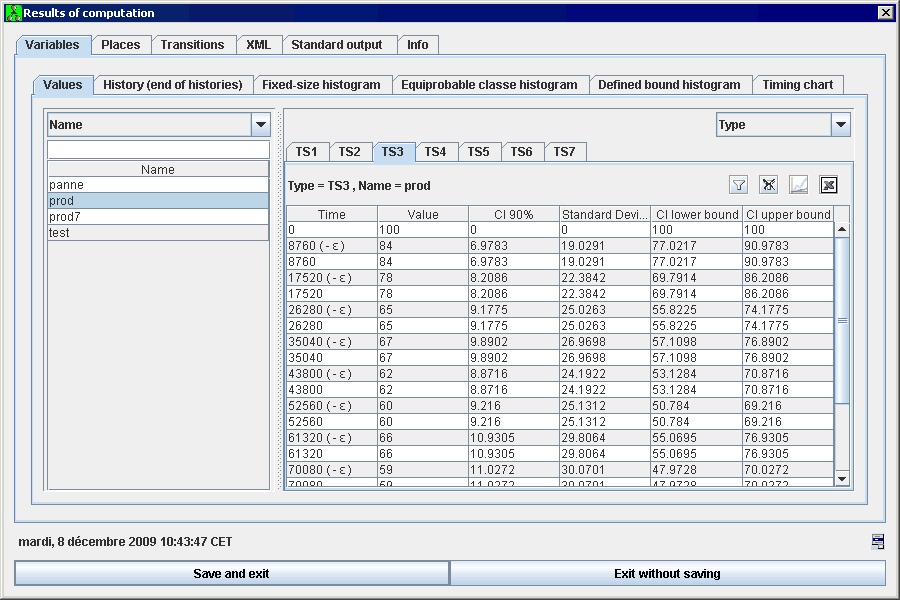 Results of computation
Variables Places Transitions XML Standard output Info
Values History (end of histories) Fixed-size histogram Equiprobable classe histogram Defined bound histogram Timing chart
Name
Type
Name
panne
prod
prod7
test
TS1 TS2 TS3 TS4 TS5 TS6 TS7
Type = TS3 , Name = prod
Time Value CI 90% Standard Devi... CI lower bound CI upper bound
0 100 0 0 100 100
8760 (-ε) 84 6.9783 19.0291 77.0217 90.9783
8760 84 6.9783 19.0291 77.0217 90.9783
17520 (-ε) 78 8.2086 22.3842 69.7914 86.2086
17520 78 8.2086 22.3842 69.7914 86.2086
26280 (-ε) 65 9.1775 25.0263 55.8225 74.1775
26280 65 9.1775 25.0263 55.8225 74.1775
35040 (-ε) 67 9.8902 26.9698 57.1098 76.8902
35040 67 9.8902 26.9698 57.1098 76.8902
43800 (-ε) 62 8.8716 24.1922 53.1284 70.8716
43800 62 8.8716 24.1922 53.1284 70.8716
52560 (-ε) 60 9.216 25.1312 50.784 69.216
52560 60 9.216 25.1312 50.784 69.216
61320 (-ε) 66 10.9305 29.8064 55.0695 76.9305
61320 66 10.9305 29.8064 55.0695 76.9305
70080 (-ε) 59 11.0272 30.0701 47.9728 70.0272
70080 59 11.0272 30.0701 47.9728 70.0272
mardi, 8 décembre 2009 10:43:47 CET
Save and exit Exit without saving